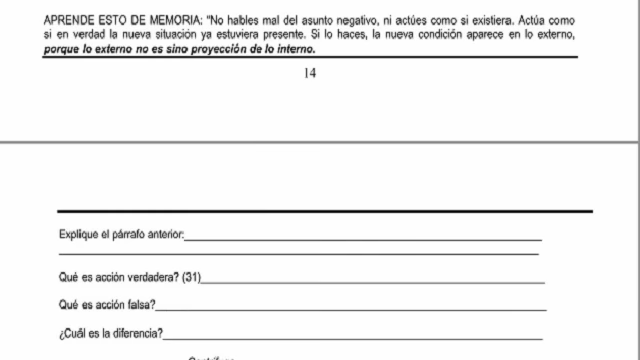 APRENDE ESTO DE MEMORIA: "No hables mal del asunto negativo, ni actúes como si existiera. Actúa como
si en verdad la nueva situación ya estuviera presente. Si lo haces, la nueva condición aparece en lo externo,
porque lo externo no es sino proyección de lo interno.
14
Explique el párrafo anterior:
Qué es acción verdadera? (31)
Qué es acción falsa?
¿Cuál es la diferencia?